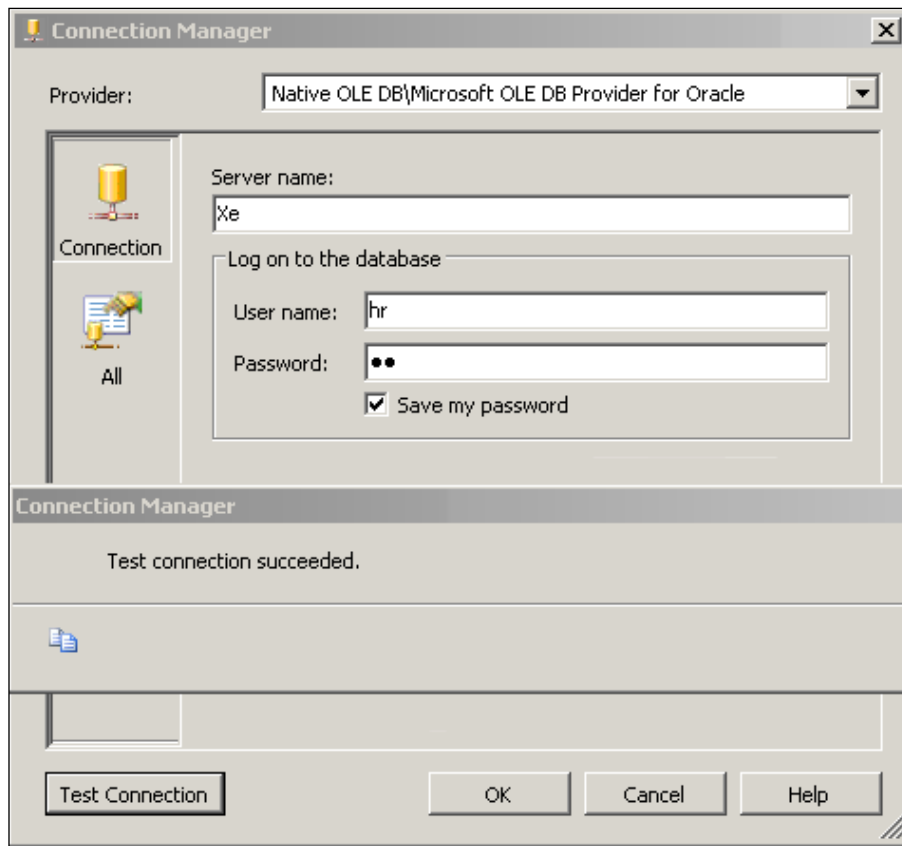 Connection Manager
Provider: Native OLE DB\Microsoft OLE DB Provider for Oracle
Server name:
Xe
Connection
Log on to the database
User name: hr
Password: ●●
All
Save my password
Connection Manager
Test connection succeeded.
Test Connection OK Cancel Help